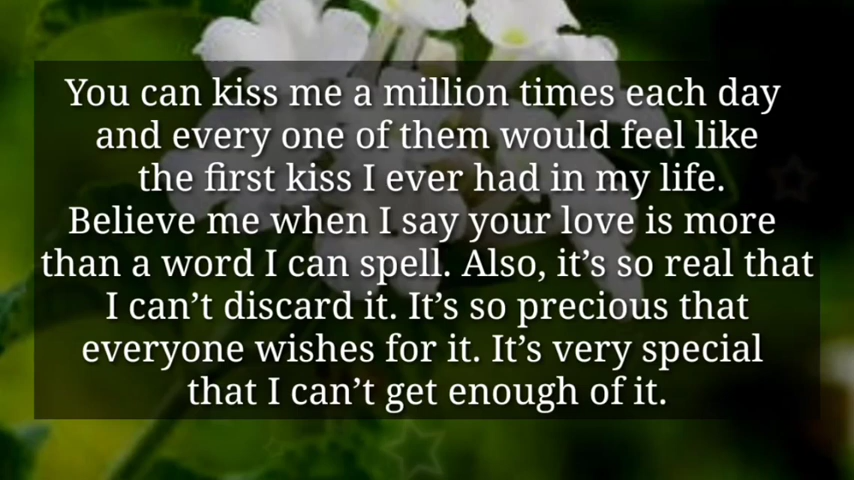 You can kiss me a million times each day
and every one of them would feel like
the first kiss I ever had in my life.
Believe me when I say your love is more
than a word I can spell. Also, it’s so real that
I can’t discard it. It’s so precious that
everyone wishes for it. It’s very special
that I can’t get enough of it.